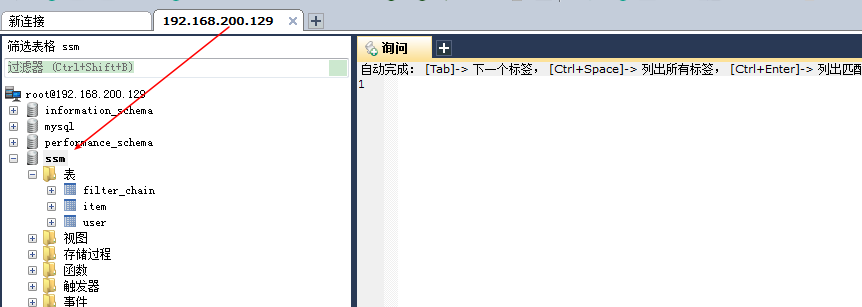 新连接
192.168.200.129
筛选表格 ssm
过滤器 (Ctrl+Shift+B)
root@192.168.200.129
information_schema
mysql
performance_schema
ssm
表
filter_chain
item
user
视图
存储过程
函数
触发器
事件
询问
自动完成: [Tab]-> 下一个标签, [Ctrl+Space]-> 列出所有标签, [Ctrl+Enter]-> 列出匹配
1